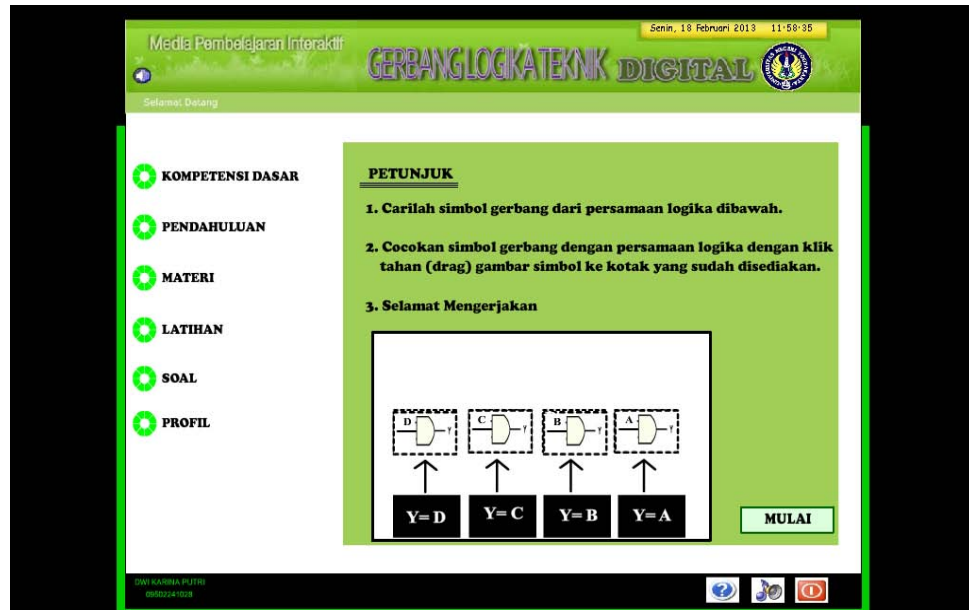 Senin, 18 Februari 2013 11:58:35
Media Pembelajaran Interaktif
GERBANG LOGIKA TEKNIK DIGITAL
Selamat Datang
KOMPETENSI DASAR
PENDAHULUAN
MATERI
LATIHAN
SOAL
PROFIL
PETUNJUK
1. Carilah simbol gerbang dari persamaan logika dibawah.
2. Cocokan simbol gerbang dengan persamaan logika dengan klik
tahan (drag) gambar simbol ke kotak yang sudah disediakan.
3. Selamat Mengerjakan
D Y C Y B Y A Y
Y= D Y= C Y= B Y= A
MULAI
DWI KARINA PUTRI
09502241028